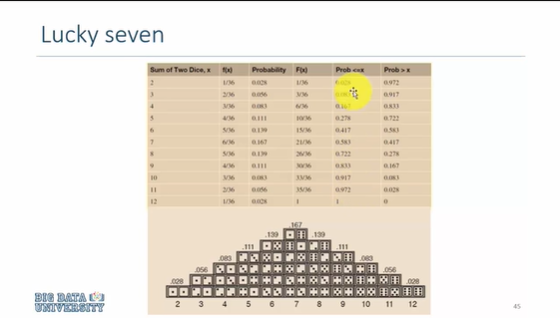 Lucky seven
Sum of Two Dice, x f(x) Probability F(x) Prob <=x Prob > x
2 1/36 0.028 1/36 0.028 0.972
3 2/36 0.056 3/36 0.083 0.917
4 3/36 0.083 6/36 0.167 0.833
5 4/36 0.111 10/36 0.278 0.722
6 5/36 0.139 15/36 0.417 0.583
7 6/36 0.167 21/36 0.583 0.417
8 5/36 0.139 26/36 0.722 0.278
9 4/36 0.111 30/36 0.833 0.167
10 3/36 0.083 33/36 0.917 0.083
11 2/36 0.056 35/36 0.972 0.028
12 1/36 0.028 1 1 0
.167
.139 .139
.111 .111
.083 .083
.056 .056
.028 .028
2 3 4 5 6 7 8 9 10 11 12
BIG DATA
UNIVERSITY
45